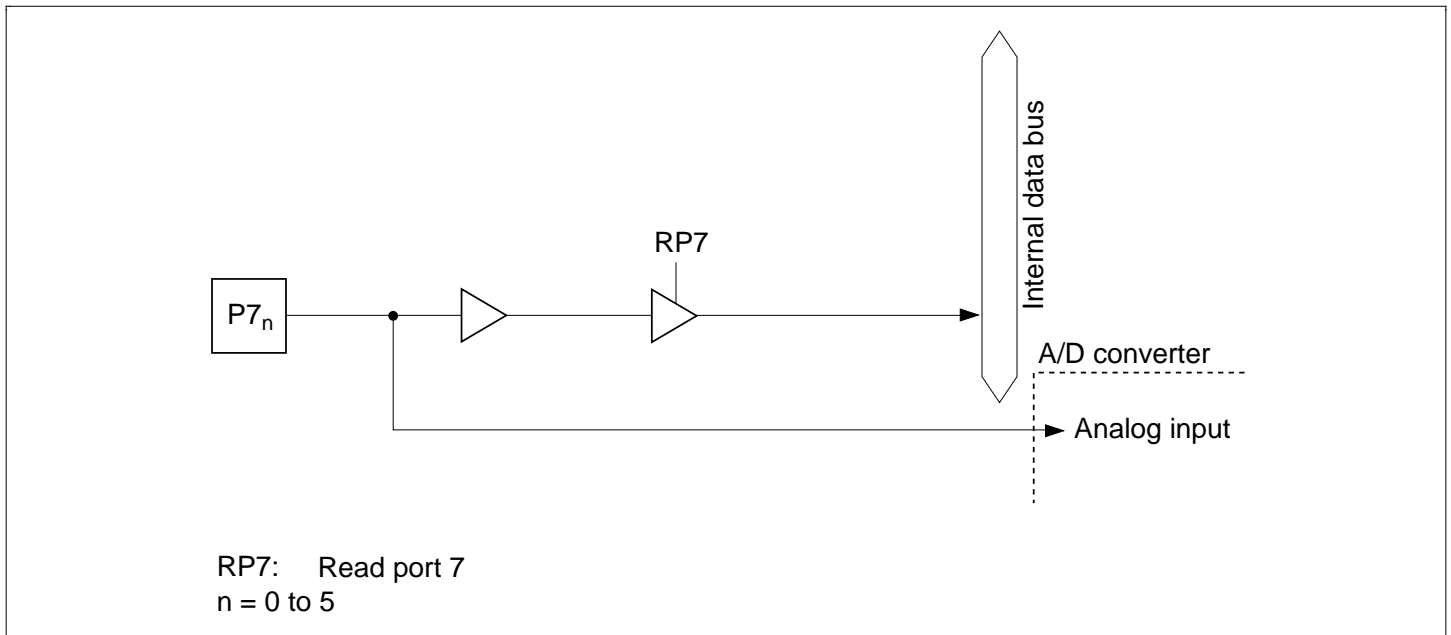 Internal data bus
RP7
P7n
A/D converter
Analog input
RP7: Read port 7
n = 0 to 5